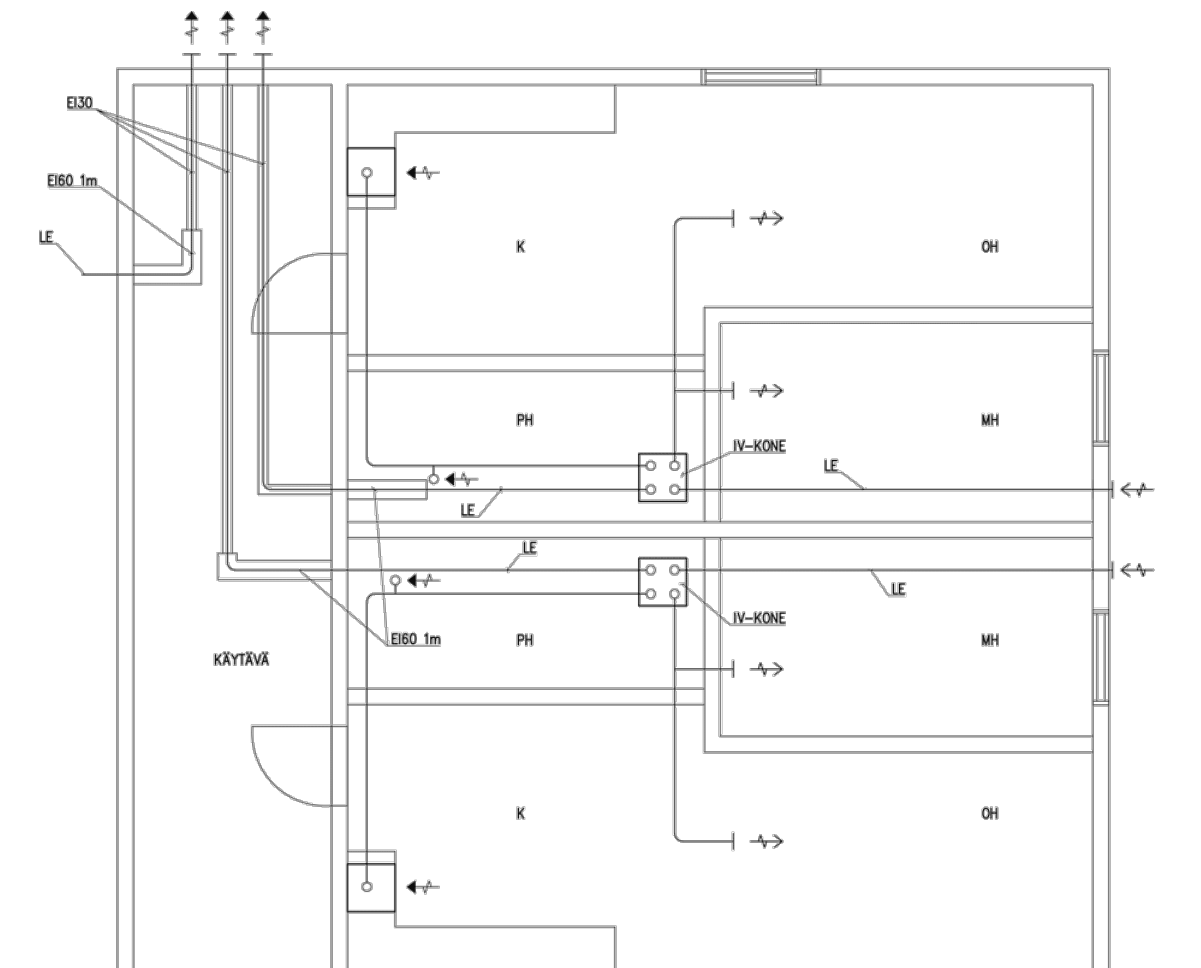 EI30
EI60 1m
LE
K
OH
PH
MH
IV-KONE
LE
LE
LE
LE
IV-KONE
EI60 1m
PH
MH
KÄYTÄVÄ
K
OH